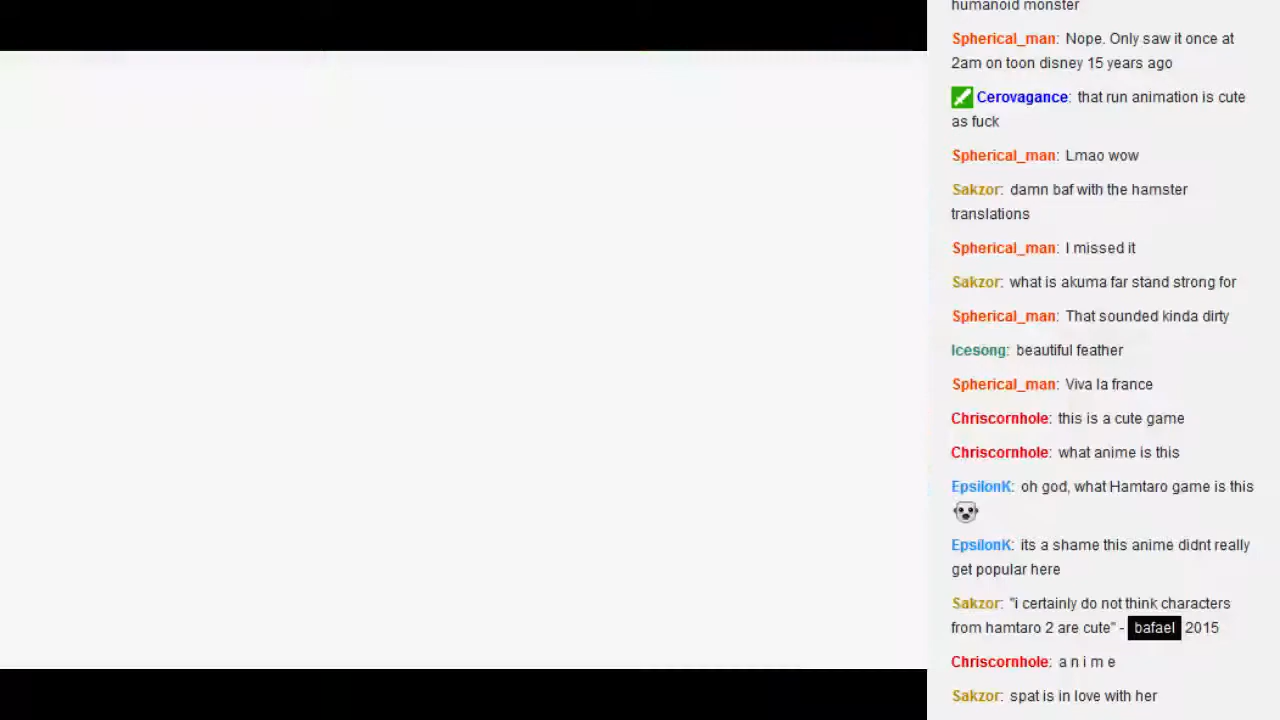 humanoid monster
Spherical_man: Nope. Only saw it once at
2am on toon disney 15 years ago
Cerovagance: that run animation is cute
as fuck
Spherical_man: Lmao wow
Sakzor: damn baf with the hamster
translations
Spherical_man: I missed it
Sakzor: what is akuma far stand strong for
Spherical_man: That sounded kinda dirty
Icesong: beautiful feather
Spherical_man: Viva la france
Chriscornhole: this is a cute game
Chriscornhole: what anime is this
EpsilonK: oh god, what Hamtaro game is this
EpsilonK: its a shame this anime didnt really
get popular here
Sakzor: "i certainly do not think characters
from hamtaro 2 are cute" - bafael 2015
Chriscornhole: a n i m e
Sakzor: spat is in love with her